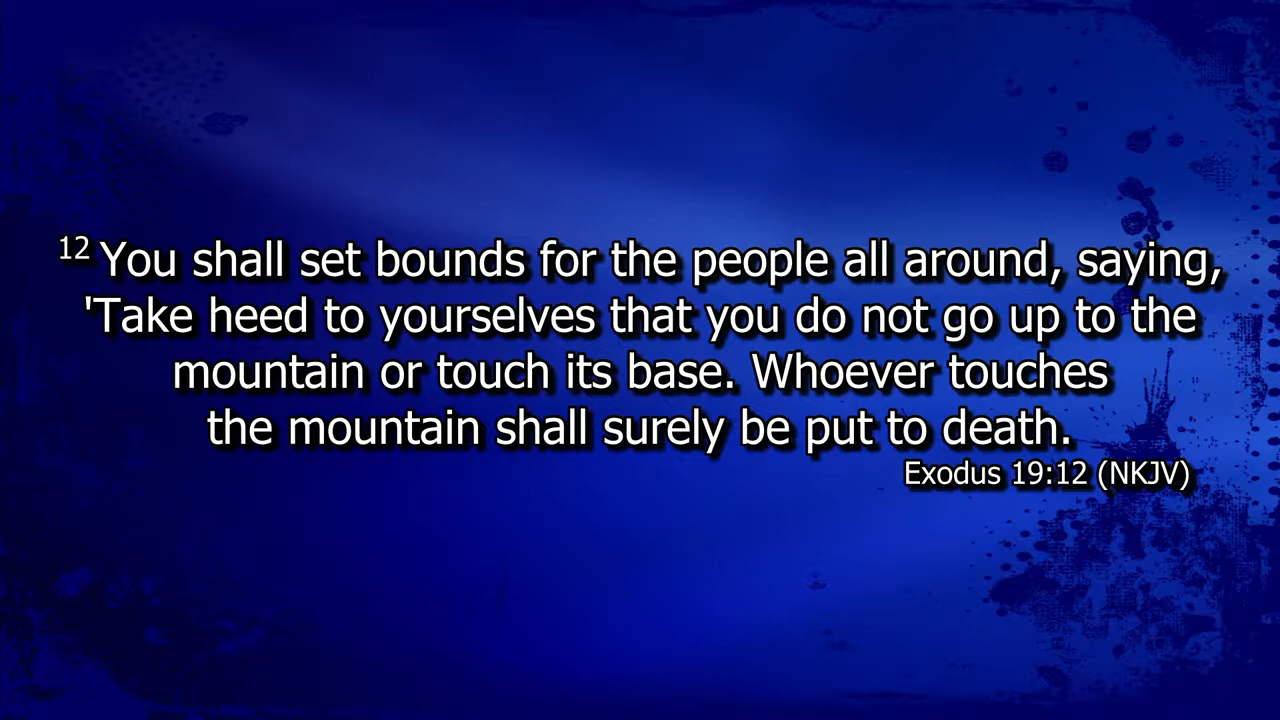 12 You shall set bounds for the people all around, saying,
'Take heed to yourselves that you do not go up to the
mountain or touch its base. Whoever touches
the mountain shall surely be put to death.
Exodus 19:12 (NKJV)